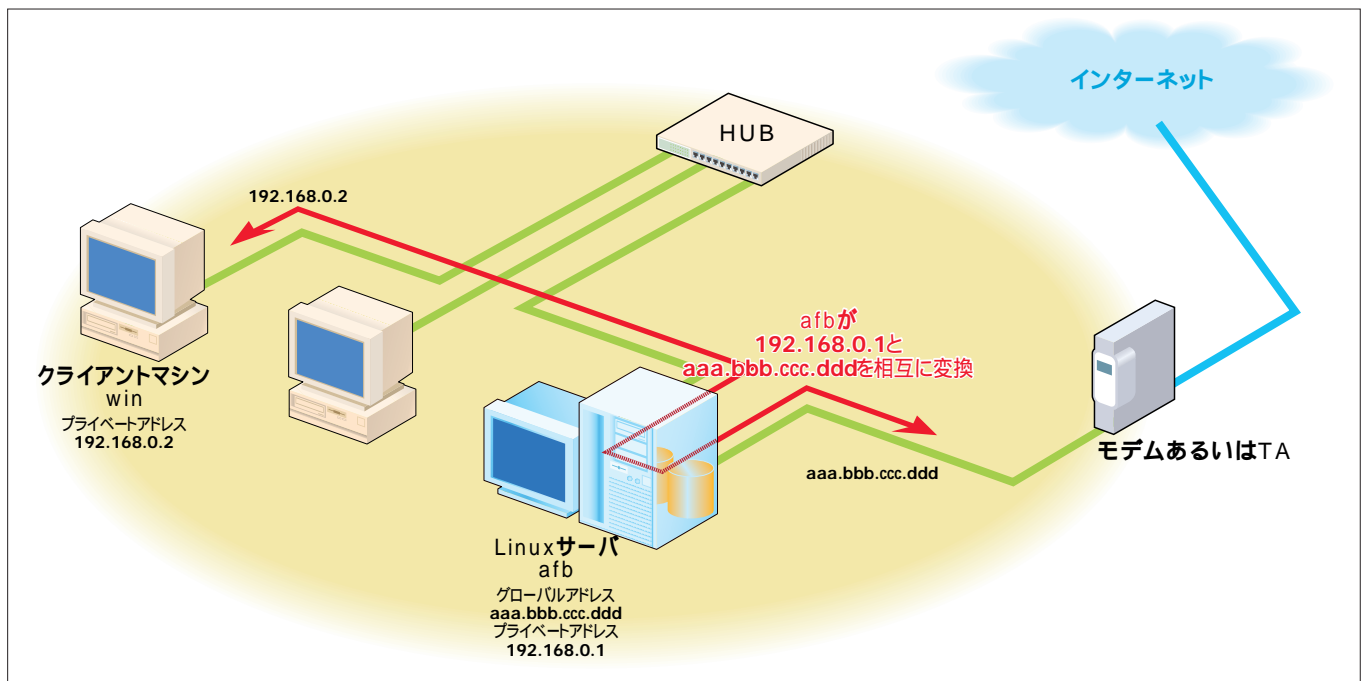 インターネット
HUB
192.168.0.2
afbが
192.168.0.1と
aaa.bbb.ccc.dddを相互に変換
クライアントマシン
win
プライベートアドレス
192.168.0.2
aaa.bbb.ccc.ddd
モデムあるいはTA
Linuxサーバ
afb
グローバルアドレス
aaa.bbb.ccc.ddd
プライベートアドレス
192.168.0.1